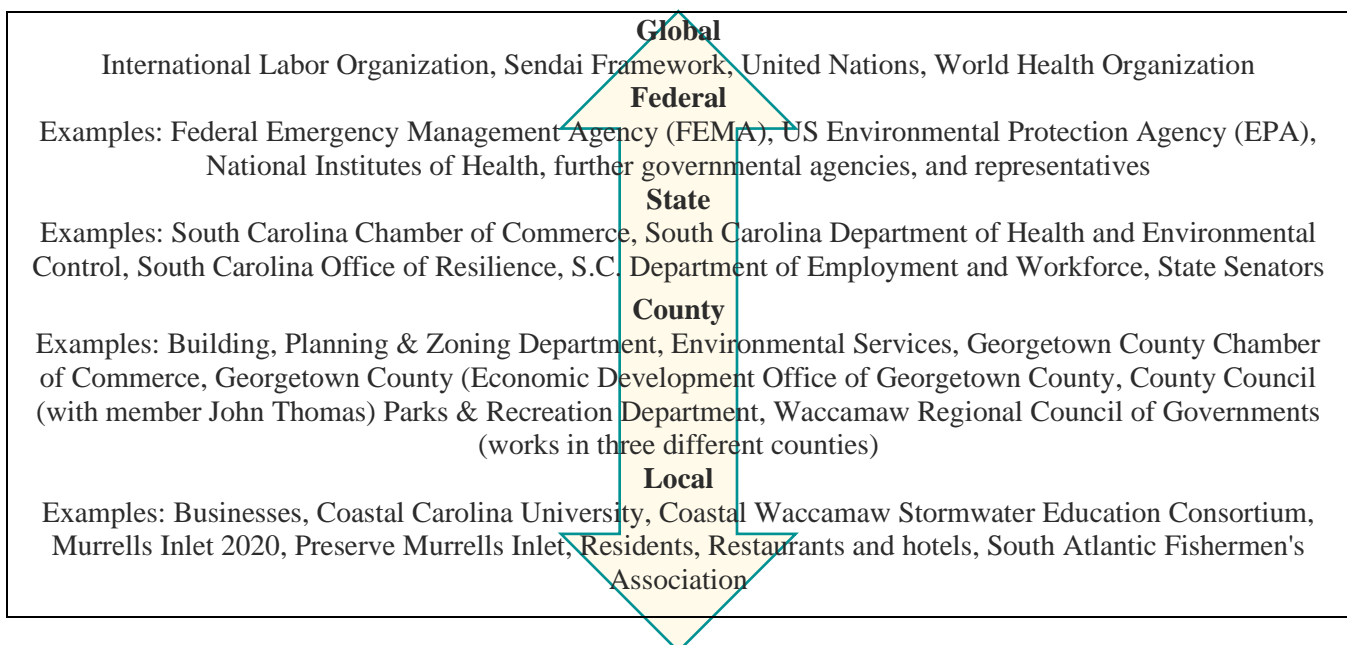 Global
International Labor Organization, Sendai Framework, United Nations, World Health Organization
Federal
Examples: Federal Emergency Management Agency (FEMA), US Environmental Protection Agency (EPA),
National Institutes of Health, further governmental agencies, and representatives
State
Examples: South Carolina Chamber of Commerce, South Carolina Department of Health and Environmental
Control, South Carolina Office of Resilience, S.C. Department of Employment and Workforce, State Senators
County
Examples: Building, Planning & Zoning Department, Environmental Services, Georgetown County Chamber
of Commerce, Georgetown County (Economic Development Office of Georgetown County, County Council
(with member John Thomas) Parks & Recreation Department, Waccamaw Regional Council of Governments
(works in three different counties)
Local
Examples: Businesses, Coastal Carolina University, Coastal Waccamaw Stormwater Education Consortium,
Murrells Inlet 2020, Preserve Murrells Inlet, Residents, Restaurants and hotels, South Atlantic Fishermen's
Association